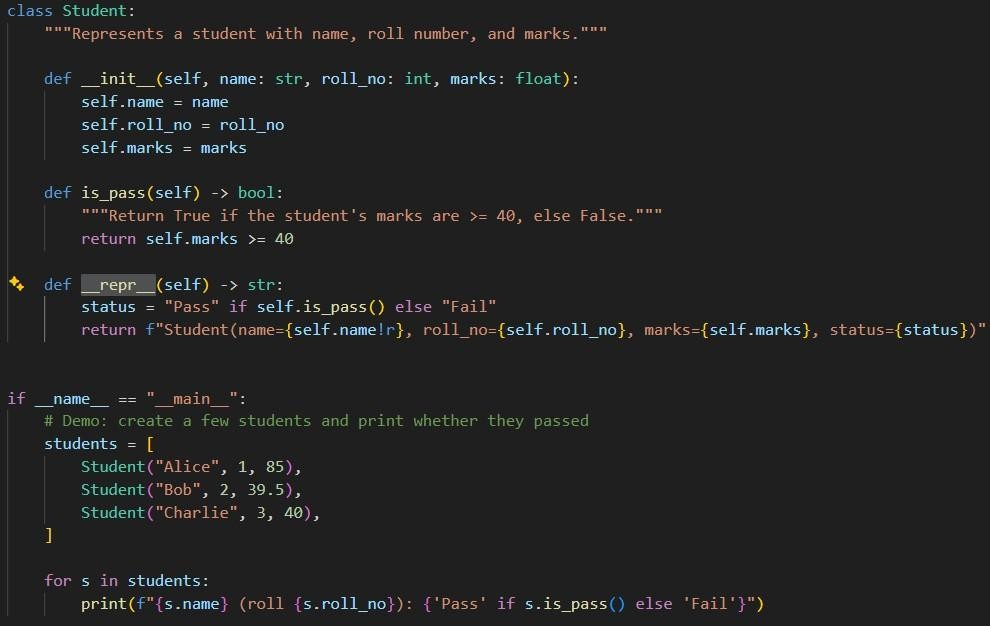 class Student:
    """Represents a student with name, roll number, and marks."""

    def __init__(self, name: str, roll_no: int, marks: float):
        self.name = name
        self.roll_no = roll_no
        self.marks = marks

    def is_pass(self) -> bool:
        """Return True if the student's marks are >= 40, else False."""
        return self.marks >= 40

    def __repr__(self) -> str:
        status = "Pass" if self.is_pass() else "Fail"
        return f"Student(name={self.name!r}, roll_no={self.roll_no}, marks={self.marks}, status={status})"


if __name__ == "__main__":
    # Demo: create a few students and print whether they passed
    students = [
        Student("Alice", 1, 85),
        Student("Bob", 2, 39.5),
        Student("Charlie", 3, 40),
    ]

    for s in students:
        print(f"{s.name} (roll {s.roll_no}): {'Pass' if s.is_pass() else 'Fail'}")